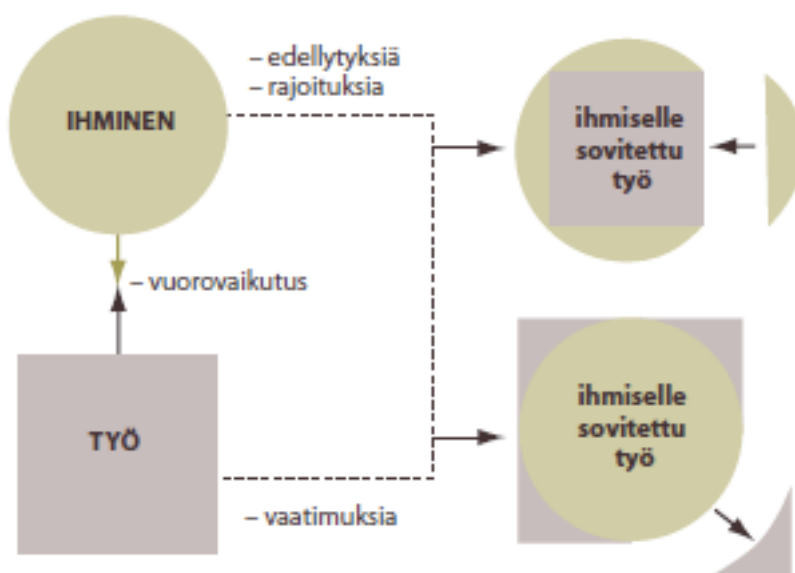 – edellytyksiä
– rajoituksia
IHMINEN
ihmiselle
sovitettu
työ
– vuorovaikutus
TYÖ
ihmiselle
sovitettu
työ
– vaatimuksia